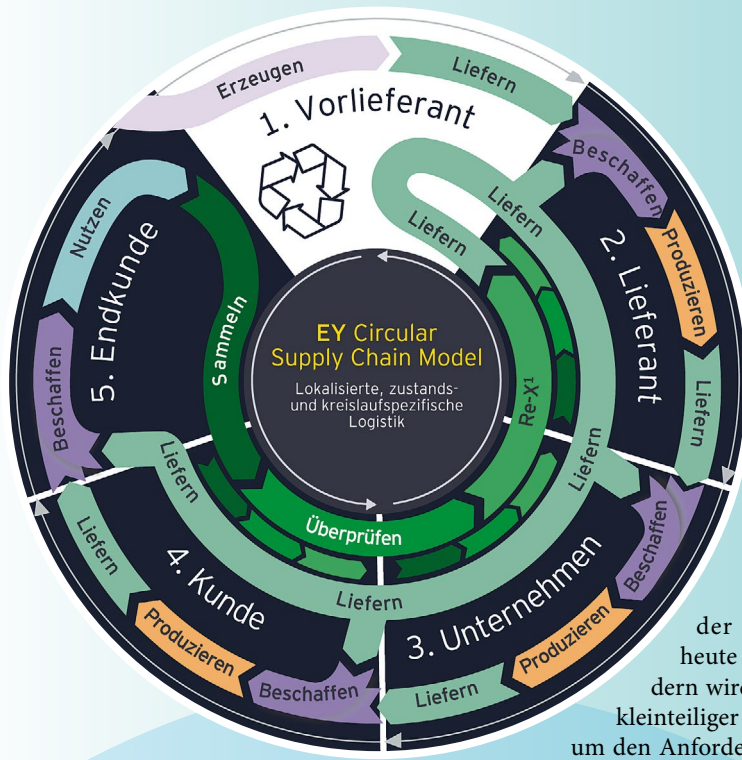 Erzeugen
Liefern
1. Vorlieferant
Beschaffen
Produzieren
Liefern
2. Lieferant
Liefern
Liefern
Nutzen
5. Endkunde
Beschaffen
Sammeln
EY Circular
Supply Chain Model
Lokalisierte, zustands-
und kreislaufspezifische
Logistik
Re-X¹
Liefern
Überprüfen
Liefern
Liefern
4. Kunde
Liefern
Produzieren
Beschaffen
3. Unternehmen
Beschaffen
Produzieren
Liefern
der
heute
dern wird
kleinteiliger
um den Anforde